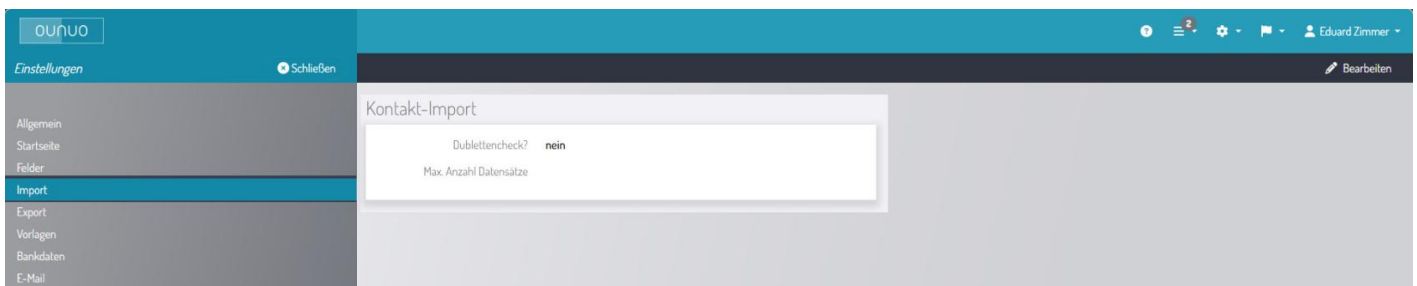 ounuo
2
Eduard Zimmer
Einstellungen
Schließen
Bearbeiten
Allgemein
Startseite
Felder
Import
Export
Vorlagen
Bankdaten
E-Mail
Kontakt-Import
Dublettencheck? nein
Max. Anzahl Datensätze